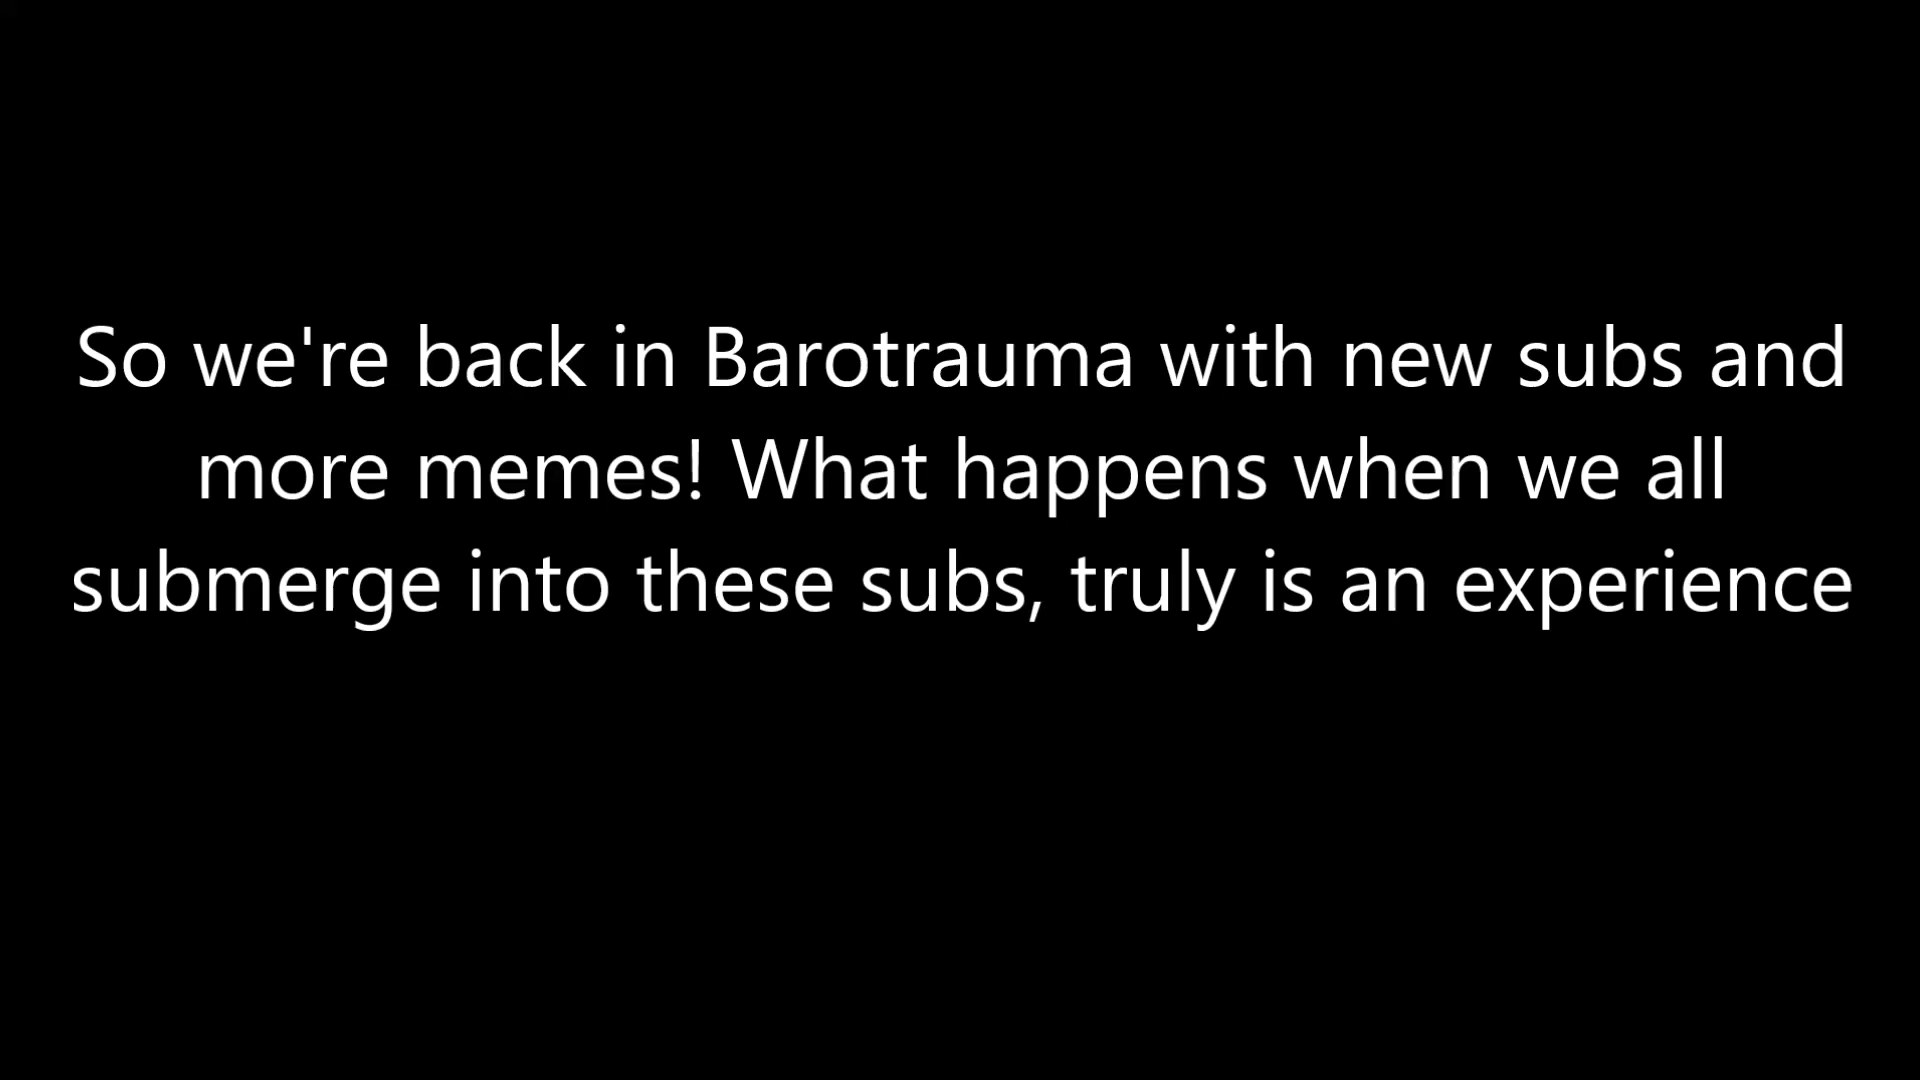 So we're back in Barotrauma with new subs and
more memes! What happens when we all
submerge into these subs, truly is an experience